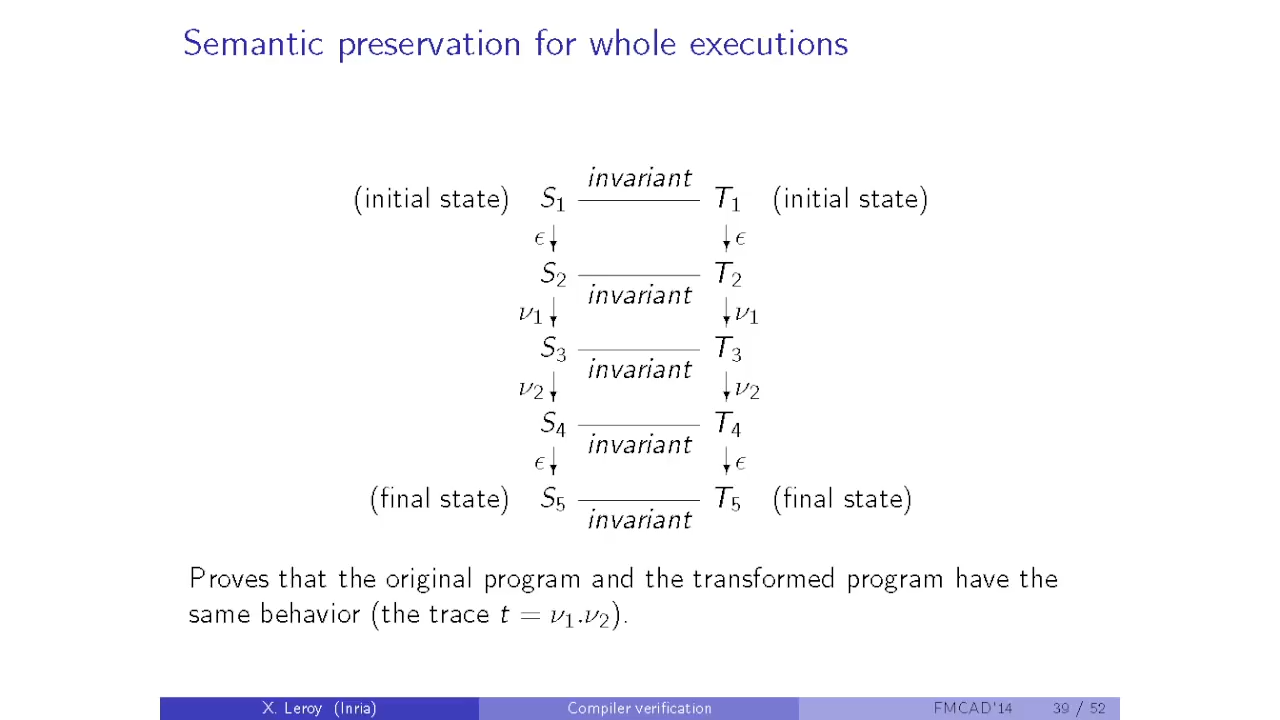 Semantic preservation for whole executions
invariant
(initial state) S1 T1 (initial state)
ϵ ϵ
S2 T2
invariant
ν1 ν1
S3 T3
invariant
ν2 ν2
S4 T4
invariant
ϵ ϵ
(final state) S5 T5 (final state)
invariant
Proves that the original program and the transformed program have the
same behavior (the trace t = ν1.ν2).
X. Leroy (Inria) Compiler verification FMCAD'14 39 / 52